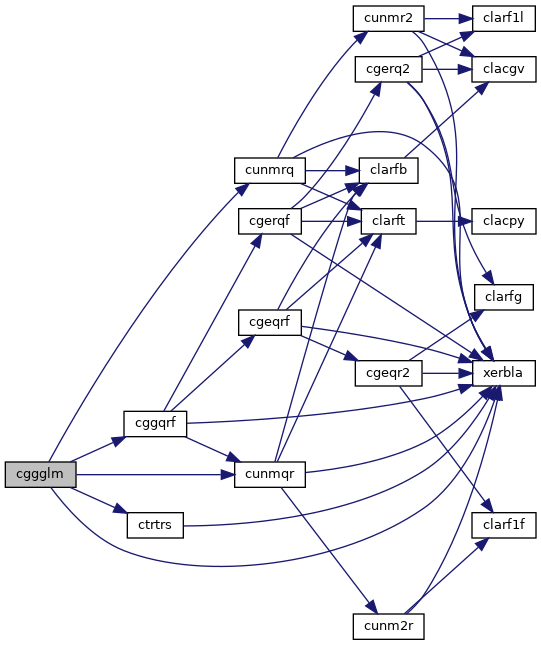 cunmr2
clarf1l
cgerq2
clacgv
cunmrq
clarfb
cgerqf
clarft
clacpy
clarfg
cgeqrf
cgeqr2
xerbla
cggqrf
cggglm
cunmqr
ctrtrs
clarf1f
cunm2r